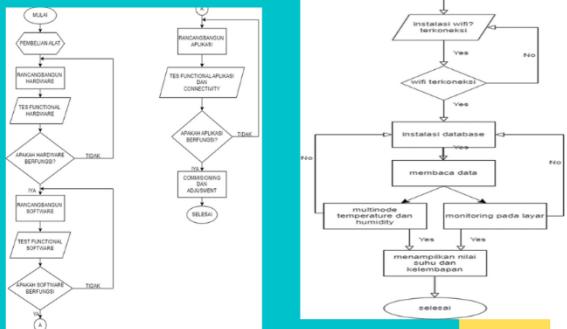 MULAI
PEMBELIAN ALAT
RANCANGBANGUN
HARDWARE
TES FUNCTIONAL
HARDWARE
APAKAH HARDWARE
BERFUNGSI?
TIDAK
IYA
RANCANGBANGUN
SOFTWARE
TEST FUNCTIONAL
SOFTWARE
APAKAH SOFTWARE
BERFUNGSI
TIDAK
YA
A
A
RANCANGBANGUN
APLIKASI
TES FUNCTIONAL APLIKASI
DAN
CONNECTIVITY
APAKAH APLIKASI
BERFUNGSI?
TIDAK
IYA
COMMISIONING
DAN
ADJUSMENT
SELESAI
instalasi wifi?
terkoneksi
Yes
No
wifi terkoneksi
Yes
instalasi database
No
Yes
No
membaca data
multinode
temperature dan
humidity
monitoring pada layar
Yes
Yes
menampilkan nilai
suhu dan
kelembapan
selesai